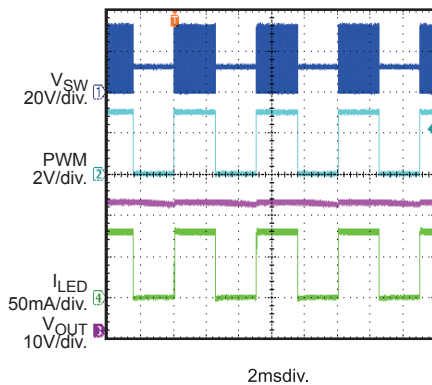 T
VSW
20V/div.
1
PWM
2V/div.
2
ILED
50mA/div.
4
VOUT
10V/div.
3
2msdiv.